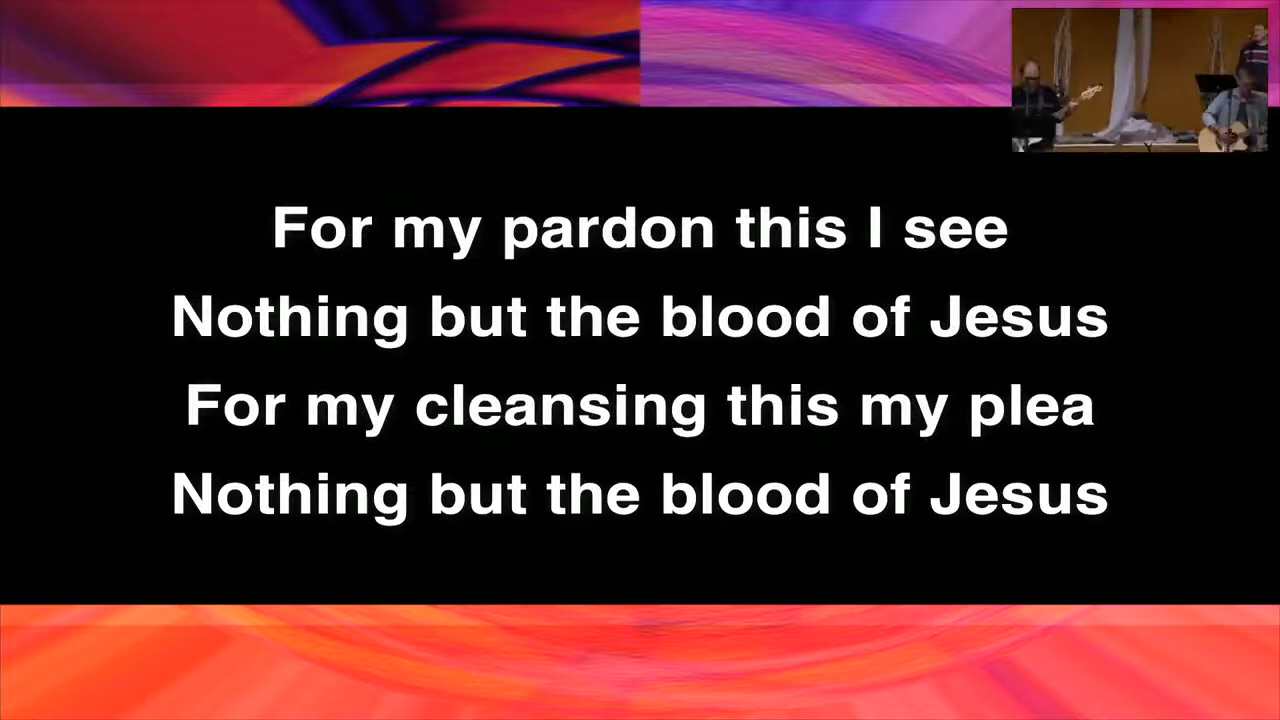 For my pardon this I see
Nothing but the blood of Jesus
For my cleansing this my plea
Nothing but the blood of Jesus